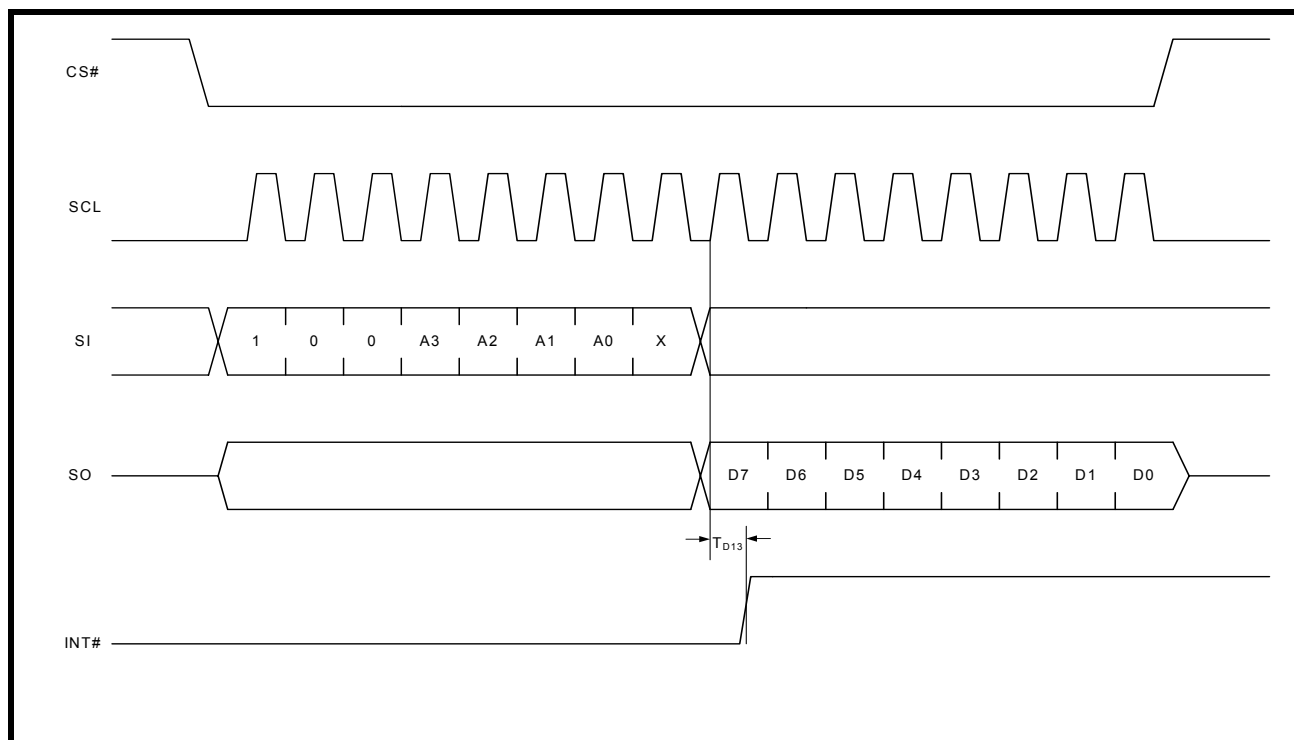 CS#
SCL
SI
1 0 0 A3 A2 A1 A0 X
SO
D7 D6 D5 D4 D3 D2 D1 D0
TD13
INT#